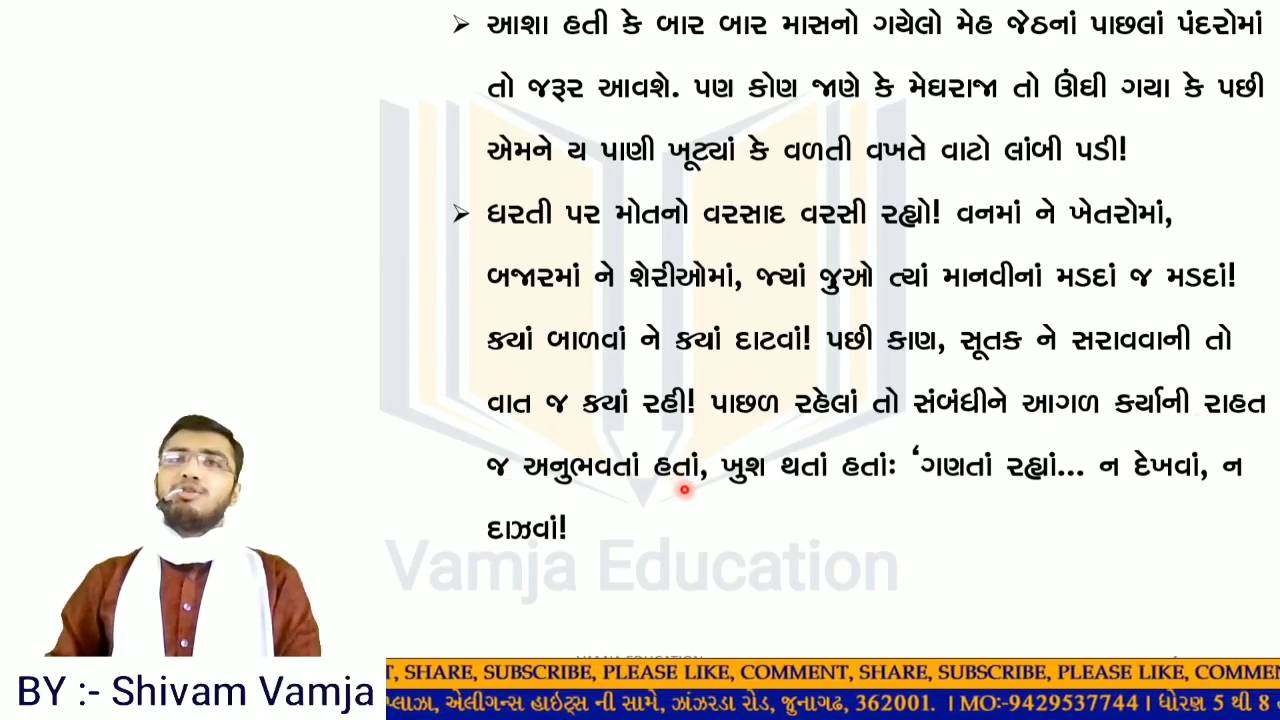 ➢ આશા હતી કે બાર બાર માસનો ગયેલો મેહ જેઠનાં પાછલાં પંદરોમાં
તો જરૂર આવશે. પણ કોણ જાણે કે મેઘરાજા તો ઊંઘી ગયા કે પછી
એમને ય પાણી ખૂટ્યાં કે વળતી વખતે વાટો લાંબી પડી!
➢ ધરતી પર મોતનો વરસાદ વરસી રહ્યો! વનમાં ને ખેતરોમાં,
બજારમાં ને શેરીઓમાં, જ્યાં જુઓ ત્યાં માનવીનાં મડદાં જ મડદાં!
ક્યાં બાળવાં ને ક્યાં દાટવાં! પછી કાણ, સૂતક ને સરાવવાની તો
વાત જ ક્યાં રહી! પાછળ રહેલાં તો સંબંધીને આગળ કર્યાની રાહત
જ અનુભવતાં હતાં, ખુશ થતાં હતાંઃ ‘ગણતાં રહ્યાં... ન દેખવાં, ન
દાઝવાં!
Vamja Education
BY :- Shivam Vamja
T, SHARE, SUBSCRIBE, PLEASE LIKE, COMMENT, SHARE, SUBSCRIBE, PLEASE LIKE, COMME
પ્લાઝા, એલીગન્સ હાઇટ્સ ની સામે, ઝાંઝરડા રોડ, જુનાગઢ, 362001. | MO:-9429537744 | ધોરણ 5 થી 8